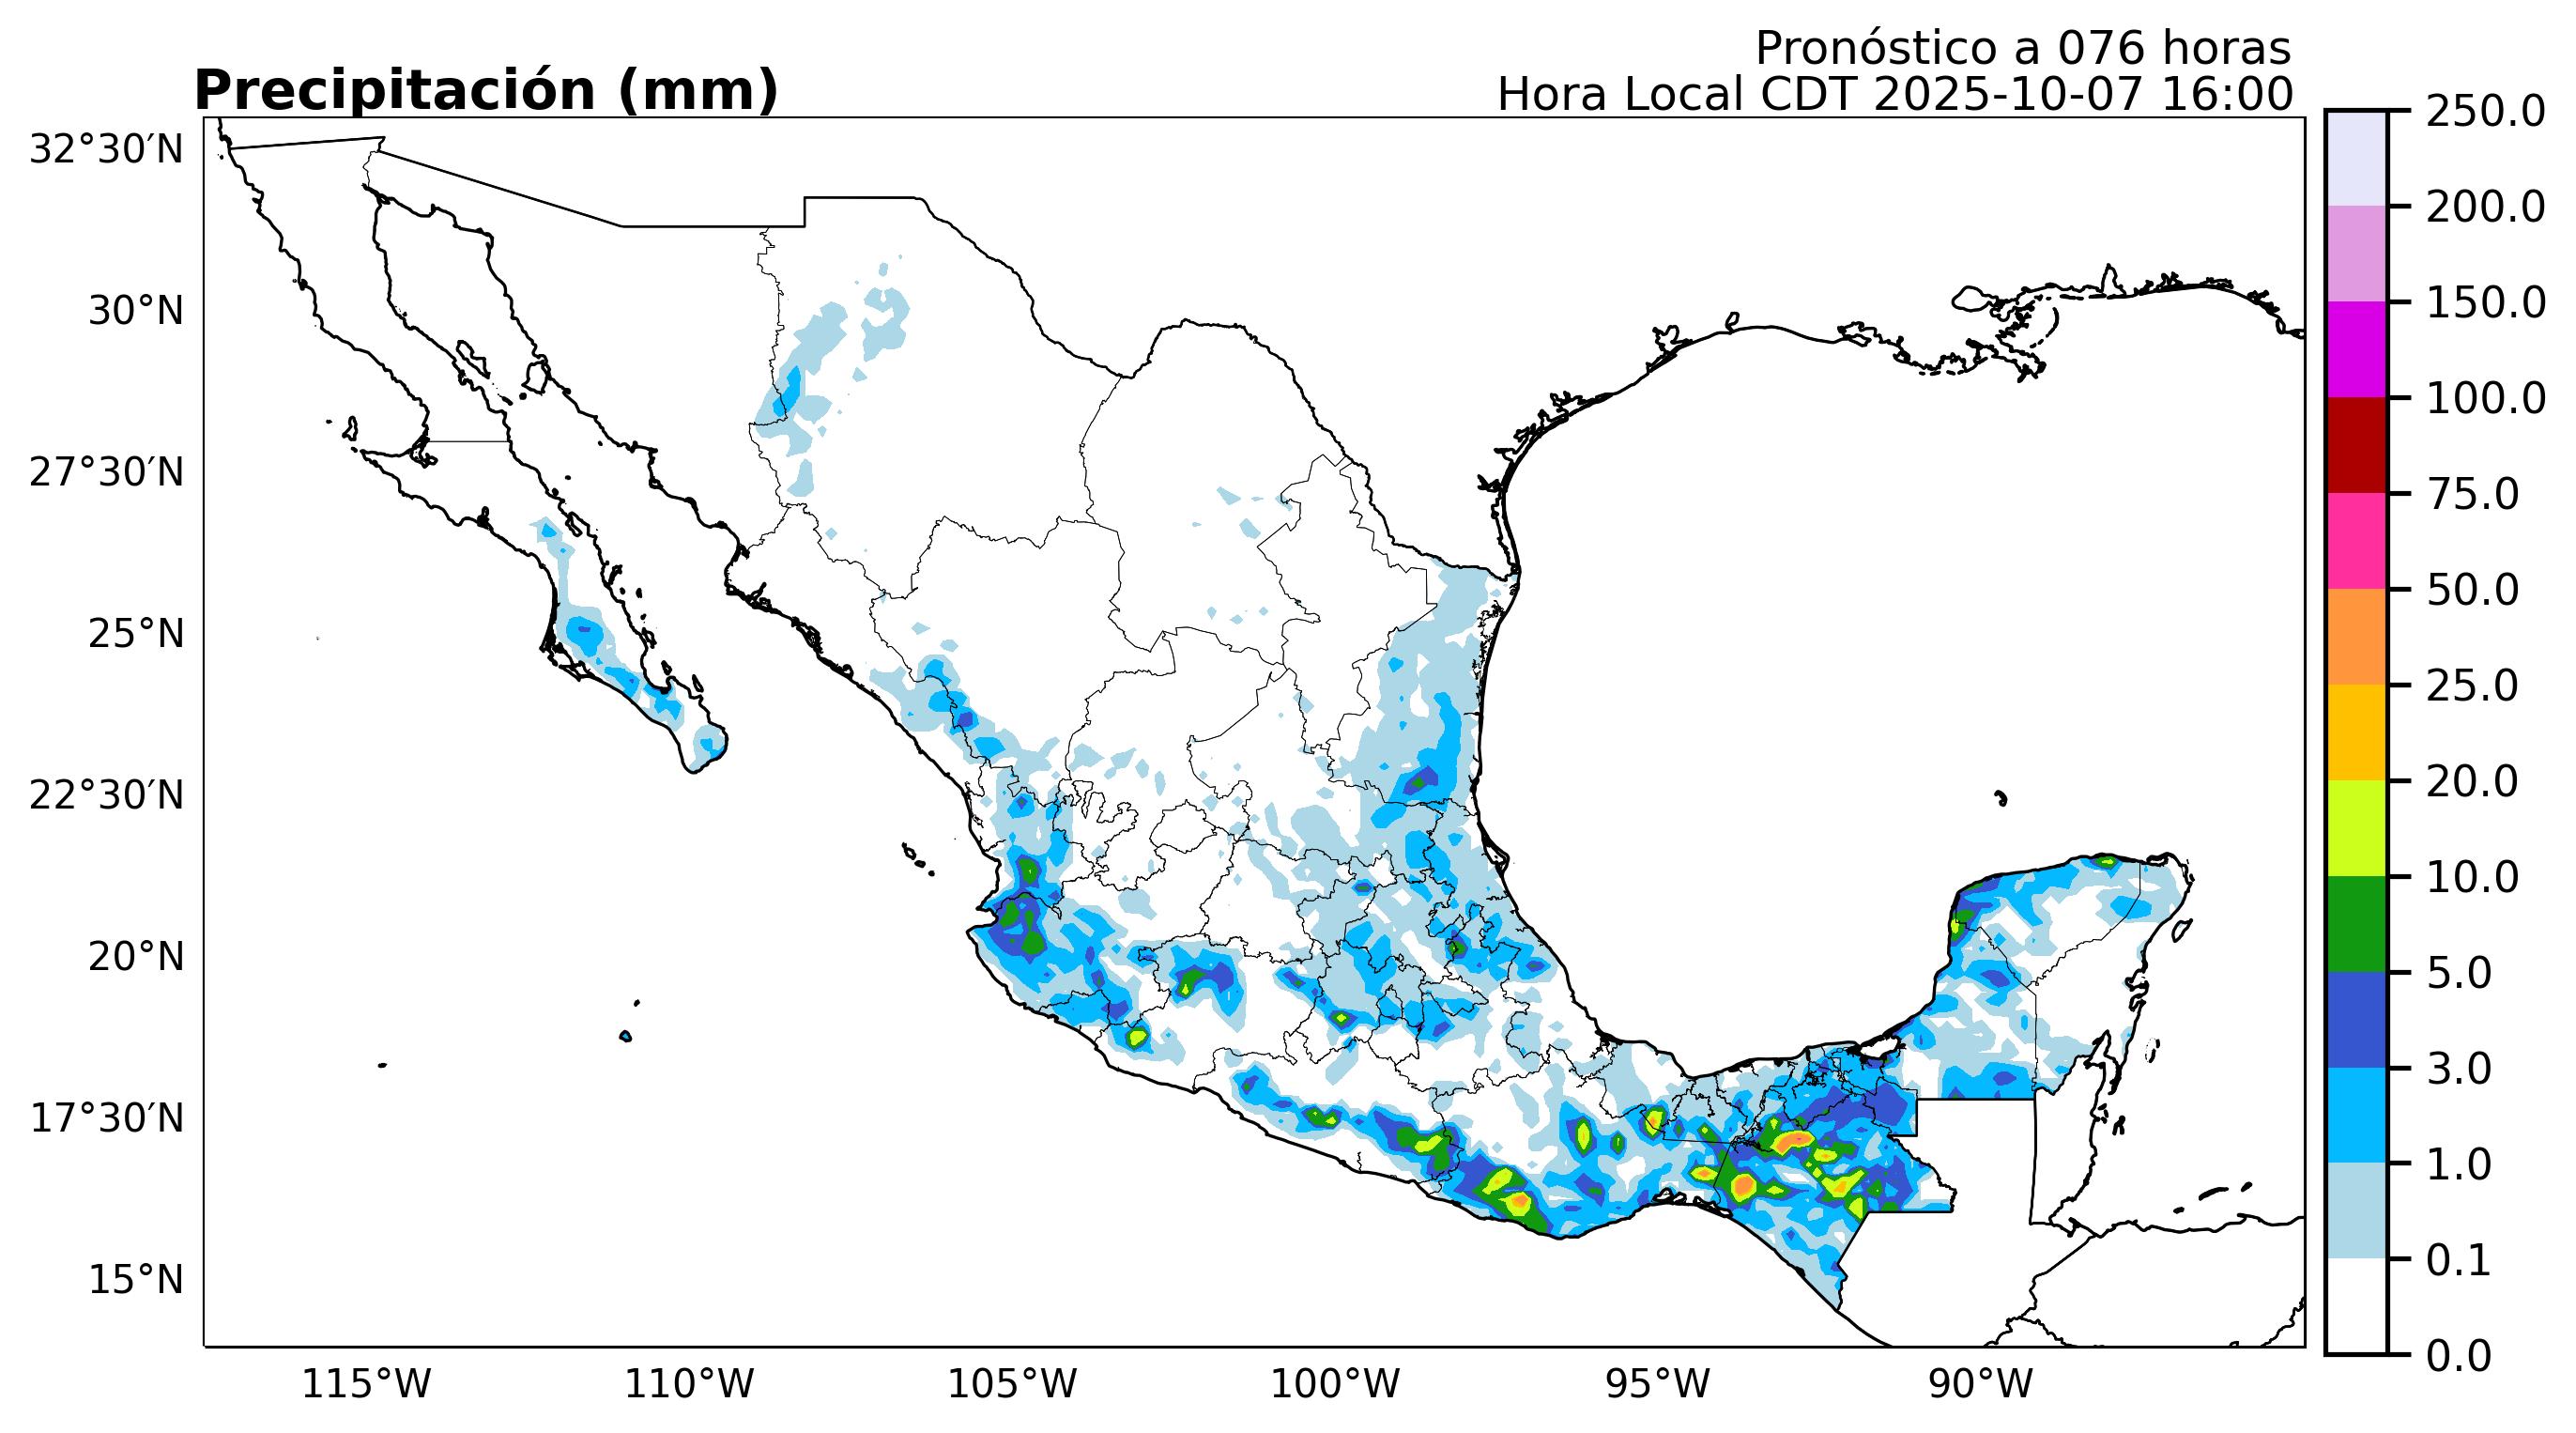 Pronóstico a 076 horas
Precipitación (mm)
Hora Local CDT 2025-10-07 16:00
32°30′N
30°N
27°30′N
25°N
22°30′N
20°N
17°30′N
15°N
115°W
110°W
105°W
100°W
95°W
90°W
250.0
200.0
150.0
100.0
75.0
50.0
25.0
20.0
10.0
5.0
3.0
1.0
0.1
0.0